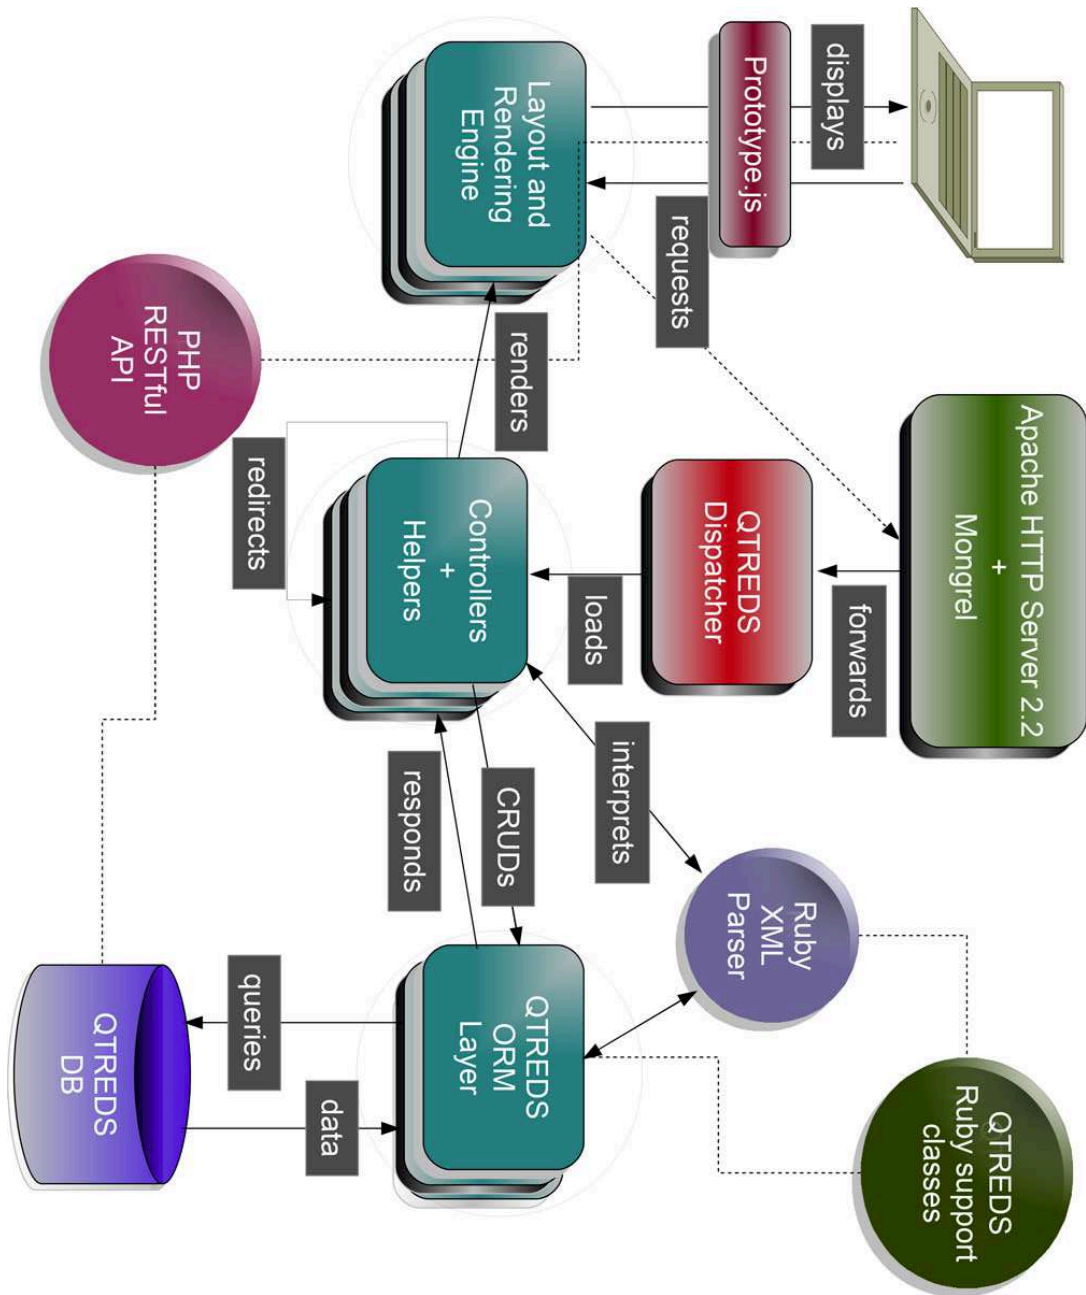 displays
Prototype.js
requests
Layout and
Rendering
Engine
renders
PHP
RESTful
API
Apache HTTP Server 2.2
+
Mongrel
forwards
QTREDS
Dispatcher
loads
Controllers
+
Helpers
redirects
interprets
CRUDs
responds
Ruby
XML
Parser
QTREDS
Ruby support
classes
QTREDS
ORM
Layer
queries
data
QTREDS
DB